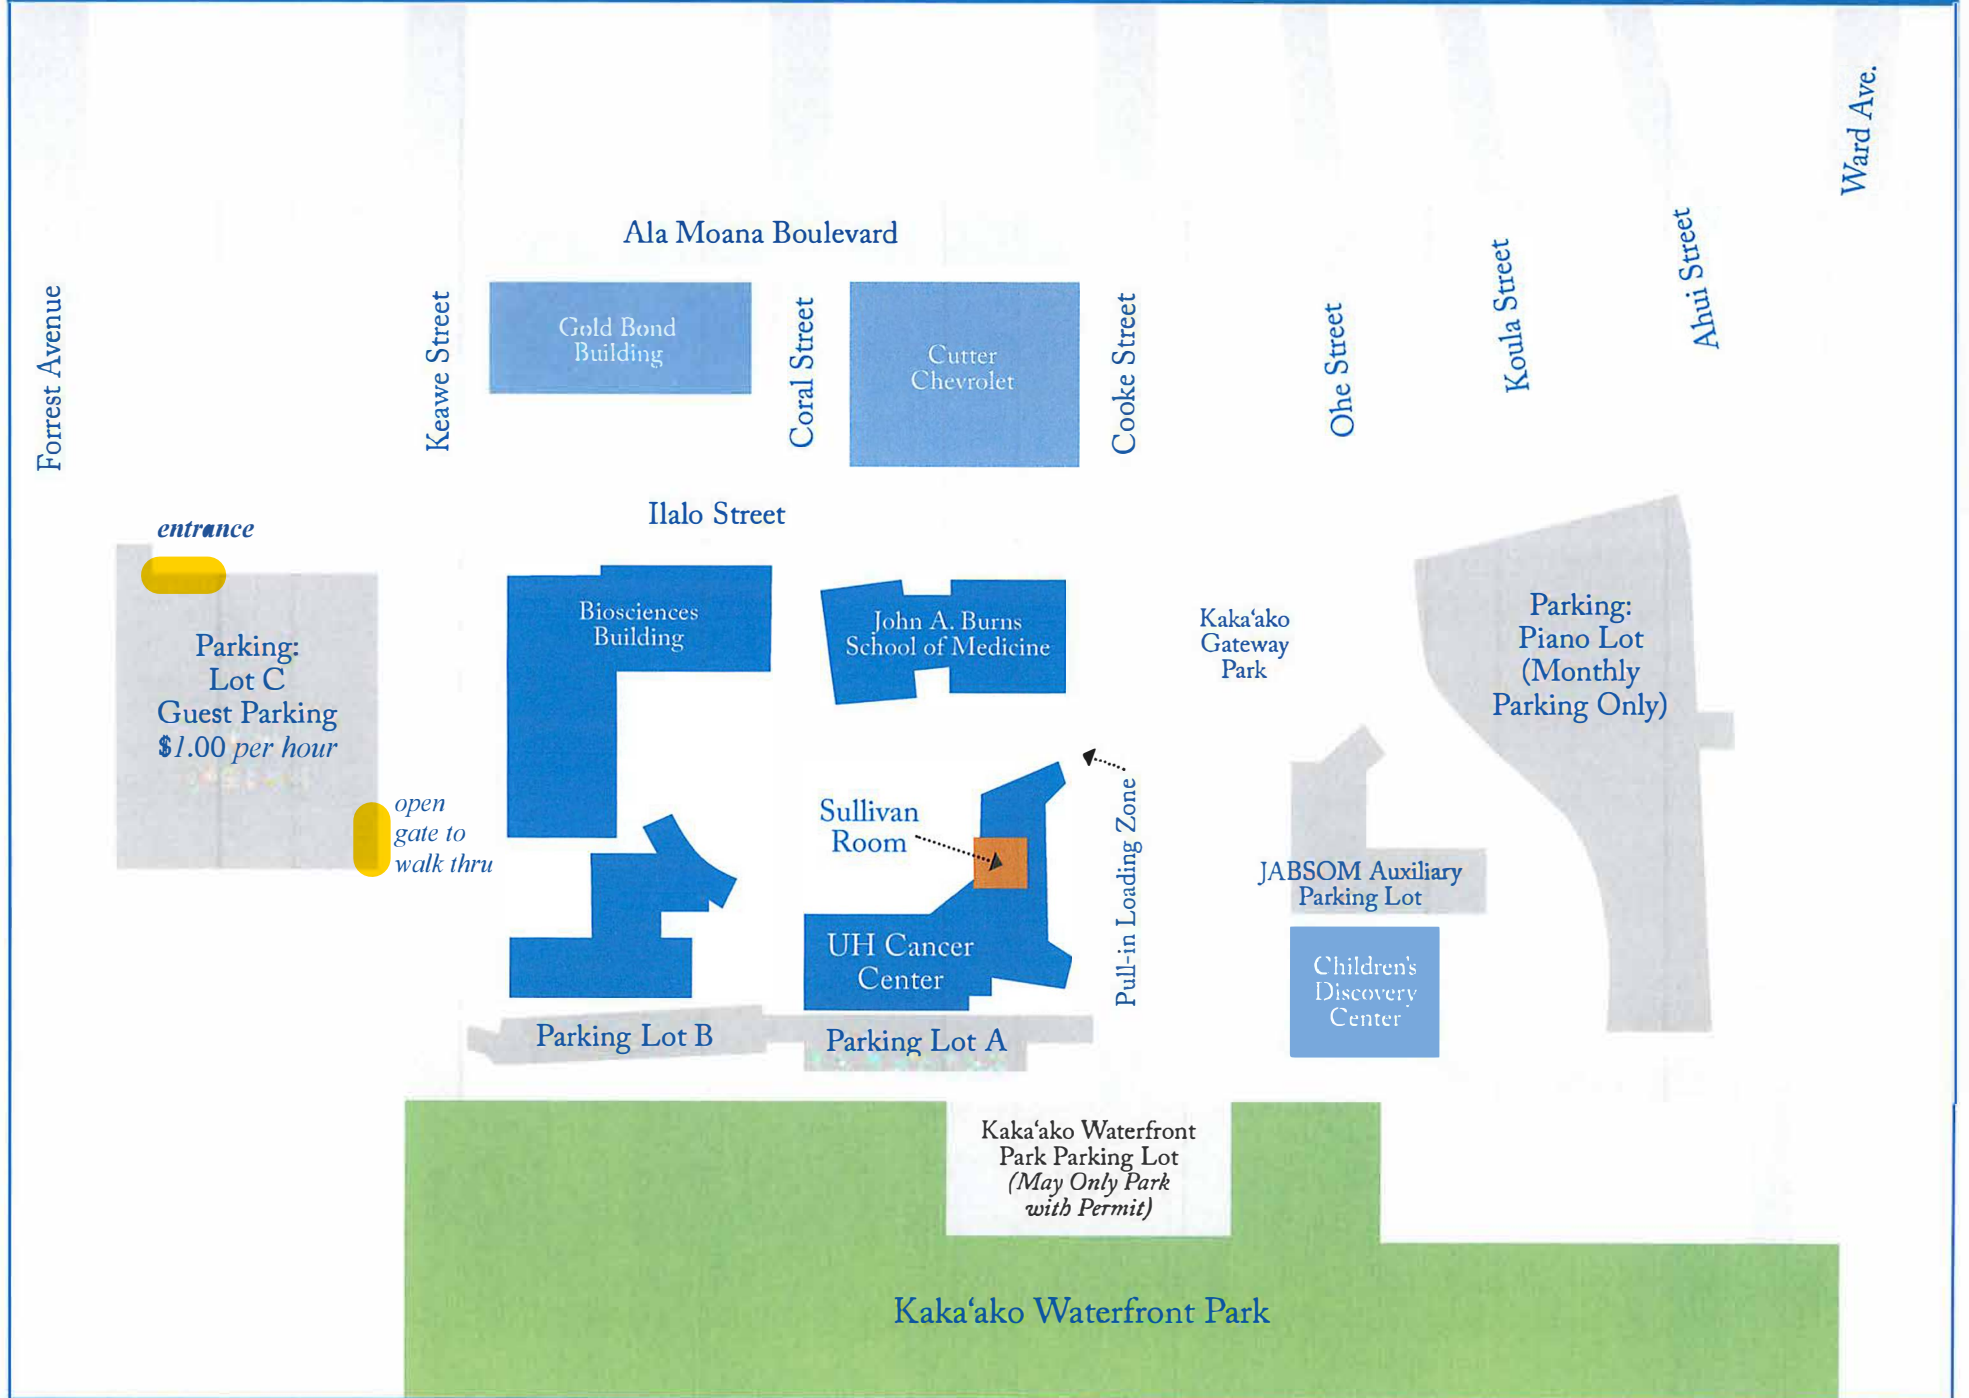 Ward Ave.
Ala Moana Boulevard
Forrest Avenue
Keawe Street
Gold Bond
Building
Coral Street
Cutter
Chevrolet
Cooke Street
Ohe Street
Koula Street
Ahui Street
Ilalo Street
entrance
Parking:
Lot C
Guest Parking
$1.00 per hour
open
gate to
walk thru
Biosciences
Building
John A. Burns
School of Medicine
Kaka‘ako
Gateway
Park
Parking:
Piano Lot
(Monthly
Parking Only)
Sullivan
Room
Pull-in Loading Zone
UH Cancer
Center
JABSOM Auxiliary
Parking Lot
Children's
Discovery
Center
Parking Lot B
Parking Lot A
Kaka‘ako Waterfront
Park Parking Lot
(May Only Park
with Permit)
Kaka‘ako Waterfront Park